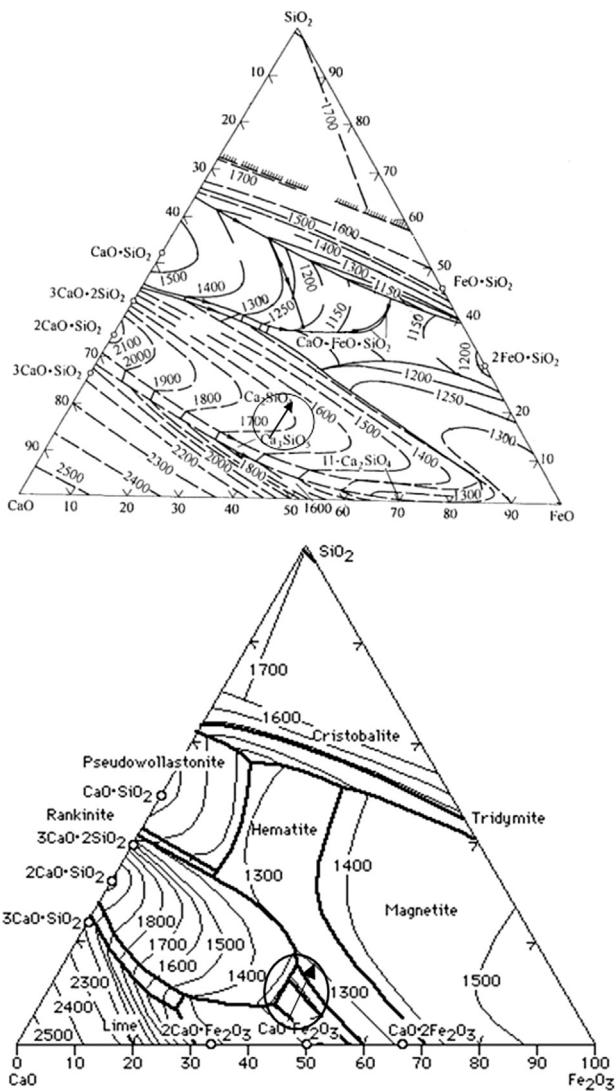 SiO₂
10
90
-1700
20
80
30
1700
70
1600
60
40
1500
1400
50
CaO•SiO₂
1500
1300
FeO•SiO₂
1400
1200
1150
3CaO•2SiO₂
1300
1150
1150
40
1250
CaO•FeO•SiO₂
1200
2FeO•SiO₂
2CaO•SiO₂
2100
2000
70
3CaO•SiO₂
1900
1200
1250
20
80
1800
Ca₂SiO
1600
1500
1300
1700
90
2300
2200
2000
1800
Ca₃SiO₅
1400
10
2500
2400
11-Ca₂SiO₄
1300
CaO
10
20
30
40
50
1600
60
70
80
90
FeO
SiO₂
1700
1600
Cristobalite
Pseudowollastonite
CaO•SiO₂
Rankinite
Tridymite
3CaO•2SiO₂
Hematite
1400
2CaO•SiO₂
1300
Magnetite
3CaO•SiO₂
1800
1700
1500
1600
1400
1300
1500
2300
2400
2500
Lime
2CaO•Fe₂O₃
CaO•Fe₂O₃
CaO•2Fe₂O₃
0
10
20
30
40
50
60
70
80
90
100
CaO
Fe₂O₃